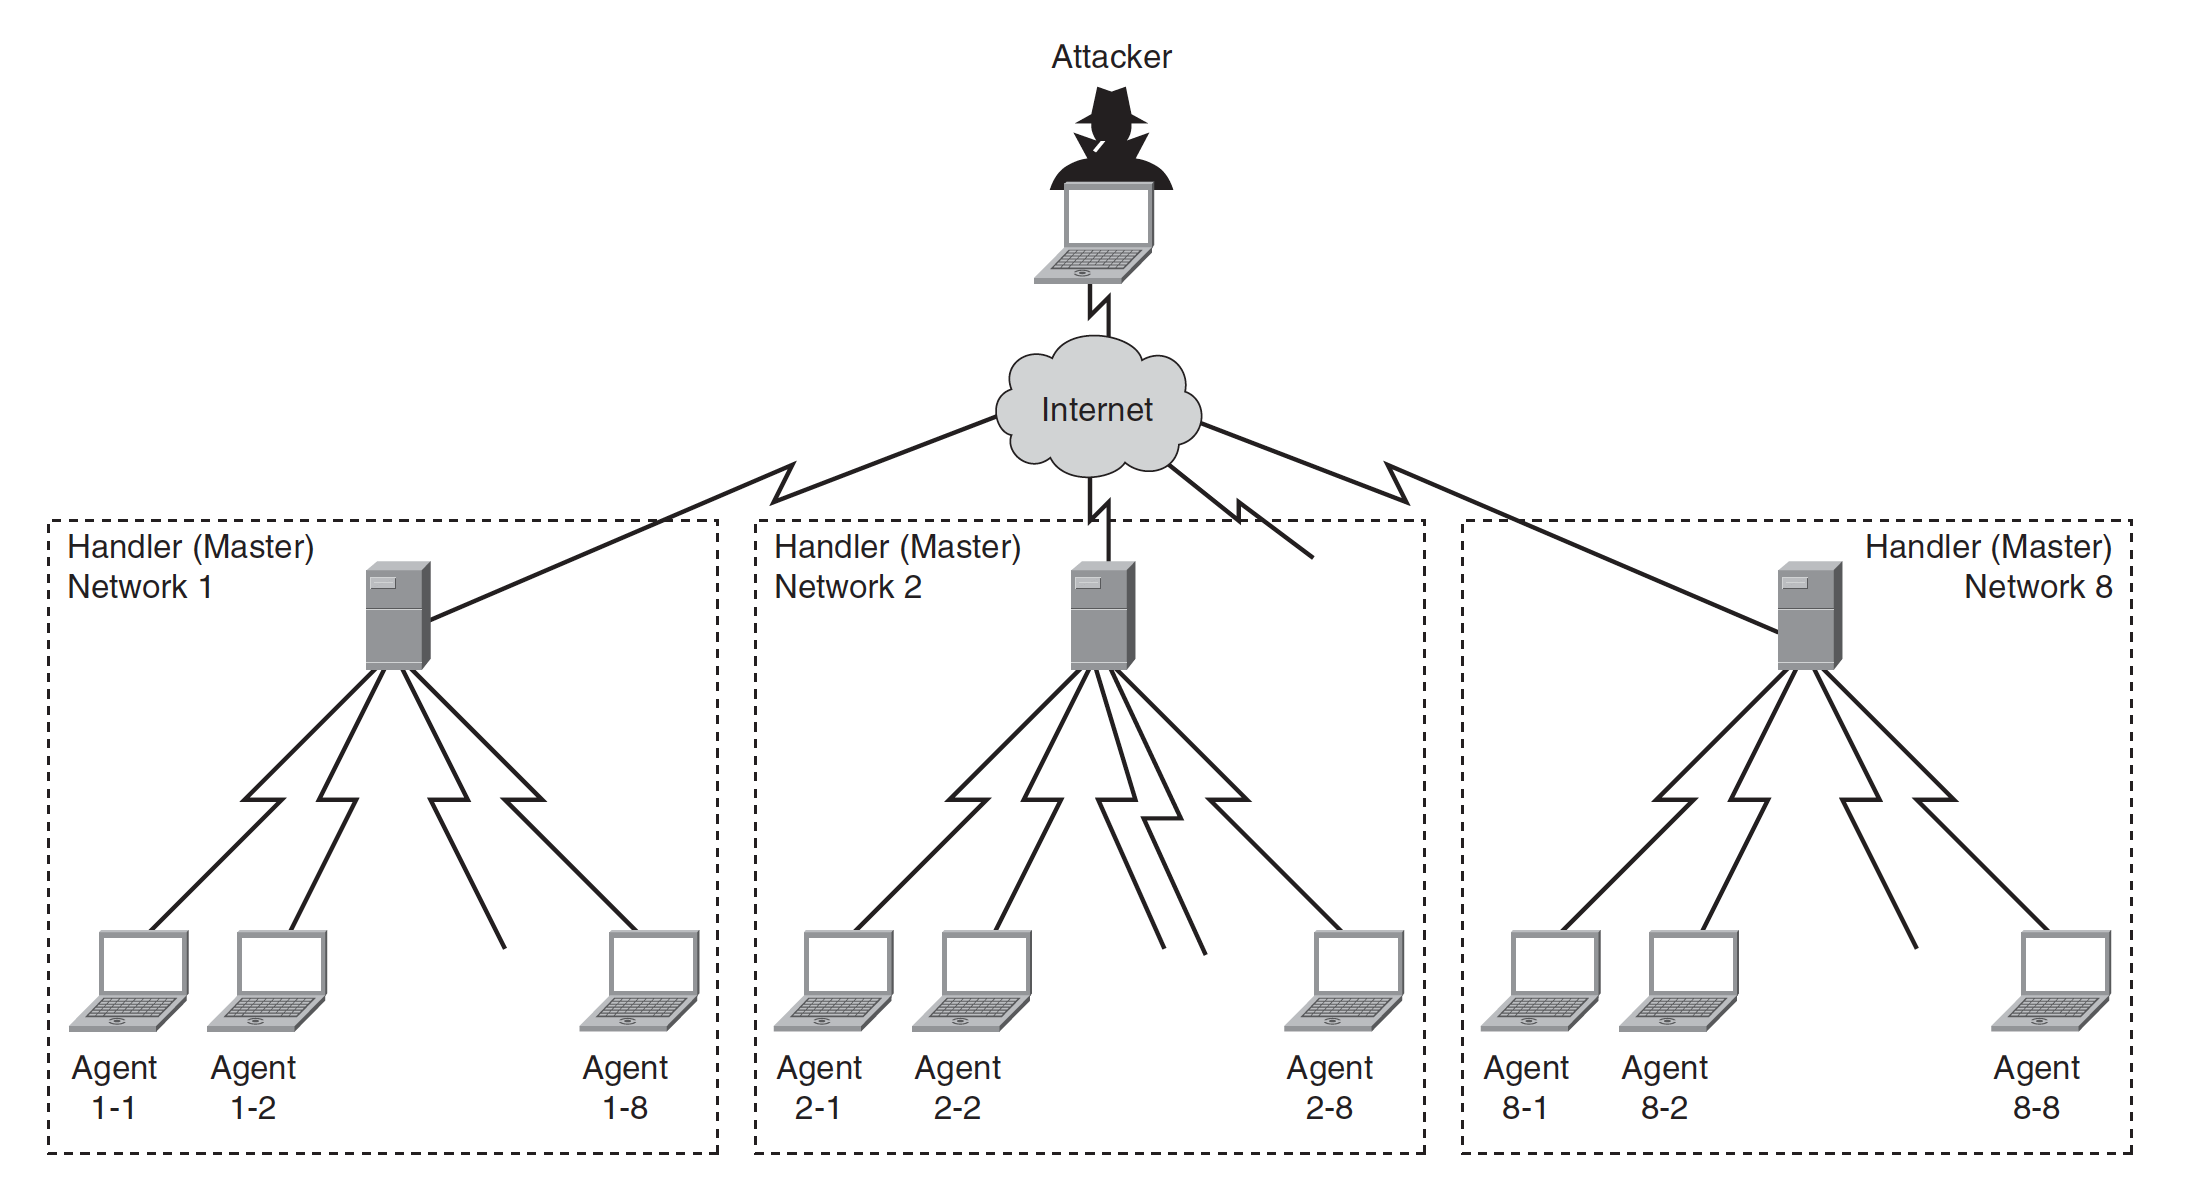 Attacker
Internet
Handler (Master)
Network 1
Handler (Master)
Network 2
Handler (Master)
Network 8
Agent
1-1
Agent
1-2
Agent
1-8
Agent
2-1
Agent
2-2
Agent
2-8
Agent
8-1
Agent
8-2
Agent
8-8